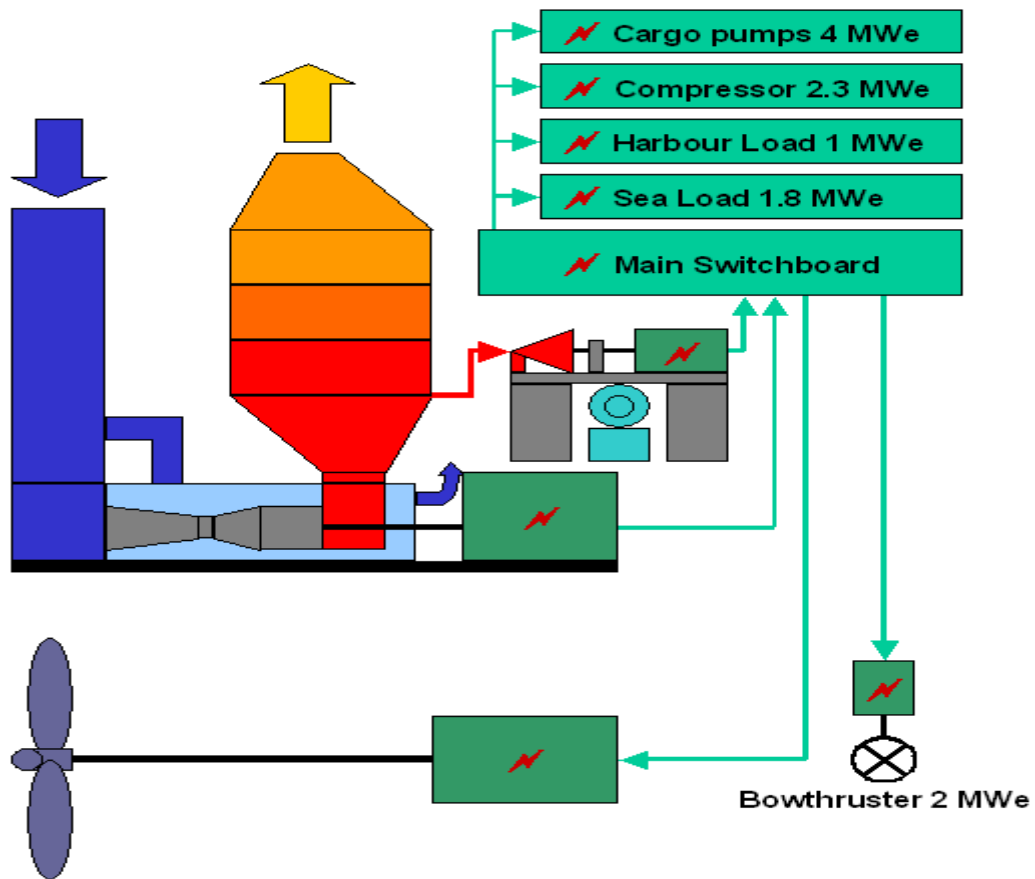 Cargo pumps 4 MWe
Compressor 2.3 MWe
Harbour Load 1 MWe
Sea Load 1.8 MWe
Main Switchboard
Bowthruster 2 MWe